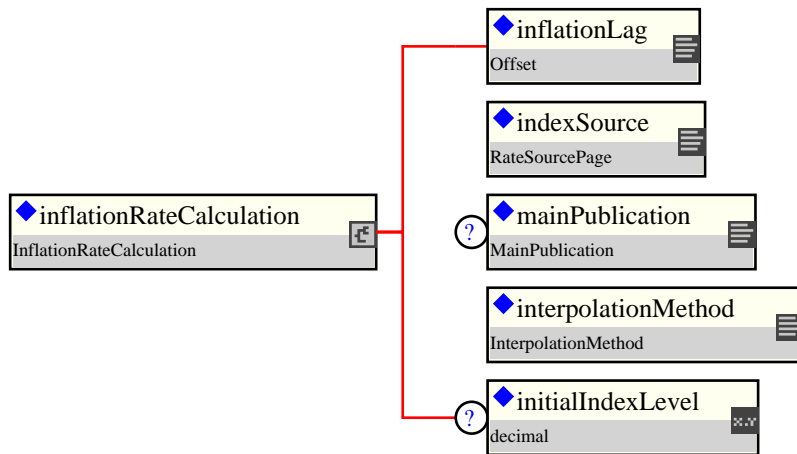 inflationLag
Offset
indexSource
RateSourcePage
inflationRateCalculation
InflationRateCalculation
?
mainPublication
MainPublication
interpolationMethod
InterpolationMethod
?
initialIndexLevel
x.Y
decimal